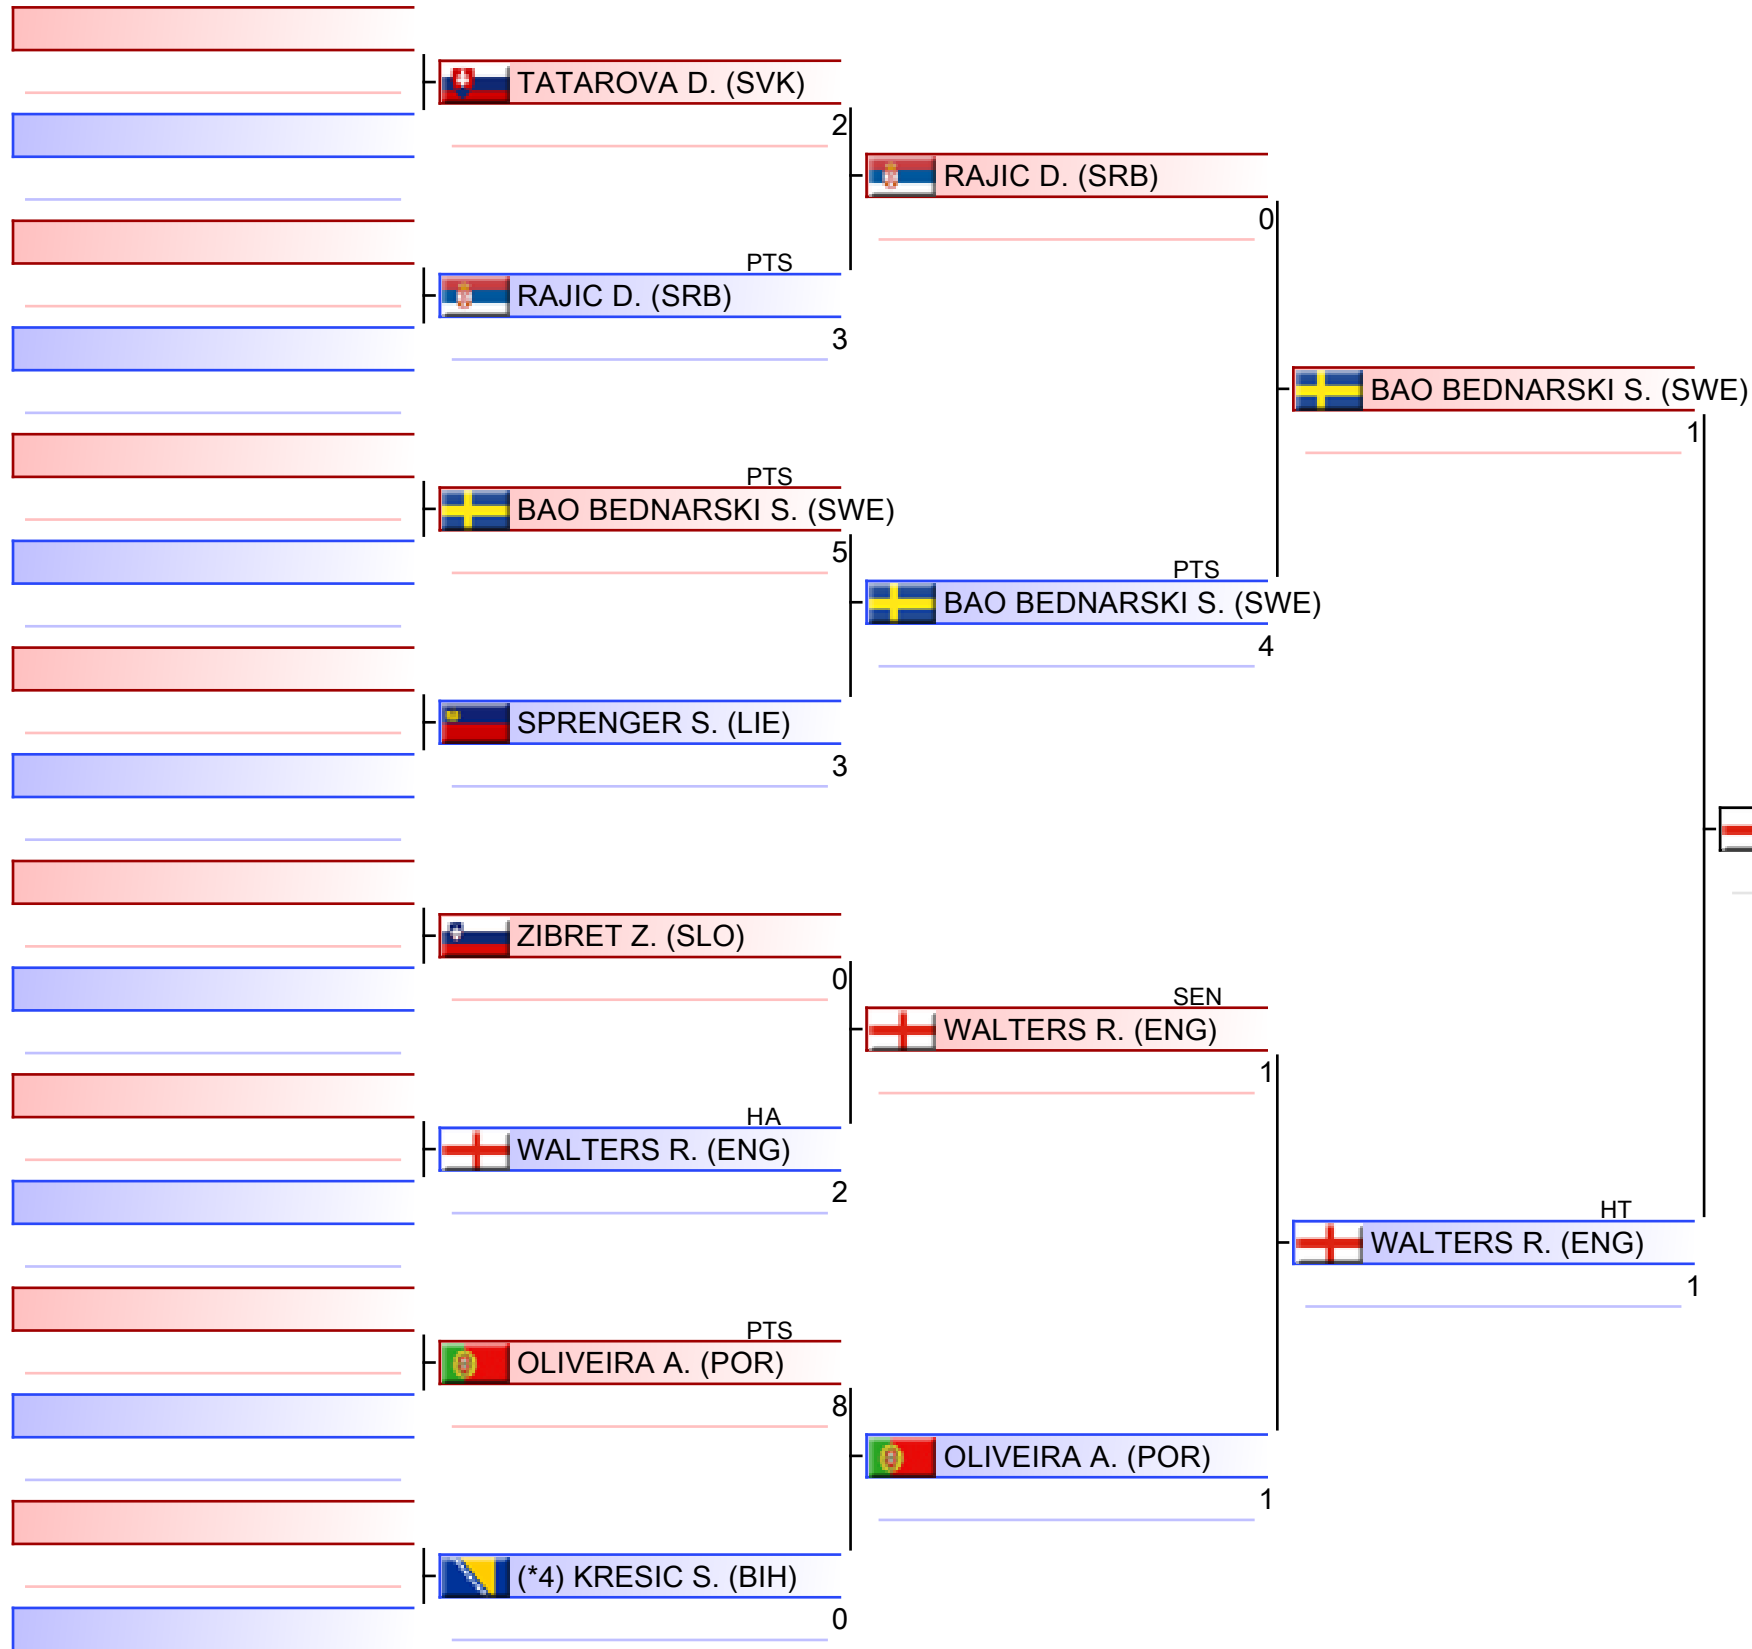 TATAROVA D. (SVK)
2
PTS
RAJIC D. (SRB)
3
PTS
BAO BEDNARSKI S. (SWE)
5
SPRENGER S. (LIE)
3
ZIBRET Z. (SLO)
0
HA
WALTERS R. (ENG)
2
PTS
OLIVEIRA A. (POR)
8
(*4) KRESIC S. (BIH)
0
RAJIC D. (SRB)
0
PTS
BAO BEDNARSKI S. (SWE)
4
SEN
WALTERS R. (ENG)
1
OLIVEIRA A. (POR)
1
BAO BEDNARSKI S. (SWE)
1
HT
WALTERS R. (ENG)
1